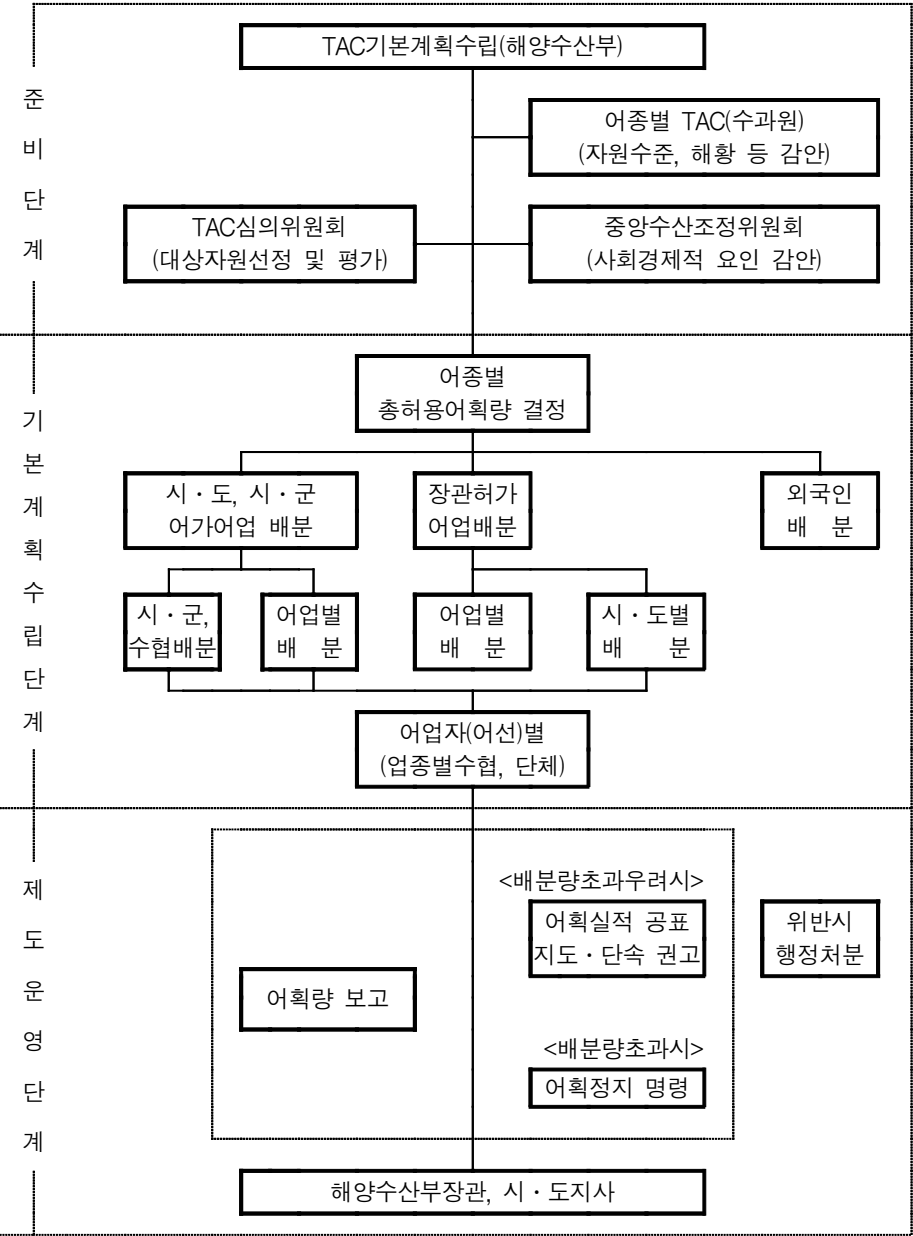 TAC기본계획수립(해양수산부)
준비단계
어종별 TAC(수과원)
(자원수준, 해황 등 감안)
TAC심의위원회
(대상자원선정 및 평가)
중앙수산조정위원회
(사회경제적 요인 감안)
기본계획수립단계
어종별
총허용어획량 결정
시·도, 시·군
어가어업 배분
장관허가
어업배분
외국인
배 분
시·군,
수협배분
어업별
배 분
어업별
배 분
시·도별
배 분
어업자(어선)별
(업종별수협, 단체)
제도운영단계
<배분량초과우려시>
어획실적 공표
지도·단속 권고
위반시
행정처분
어획량 보고
<배분량초과시>
어획정지 명령
해양수산부장관, 시·도지사